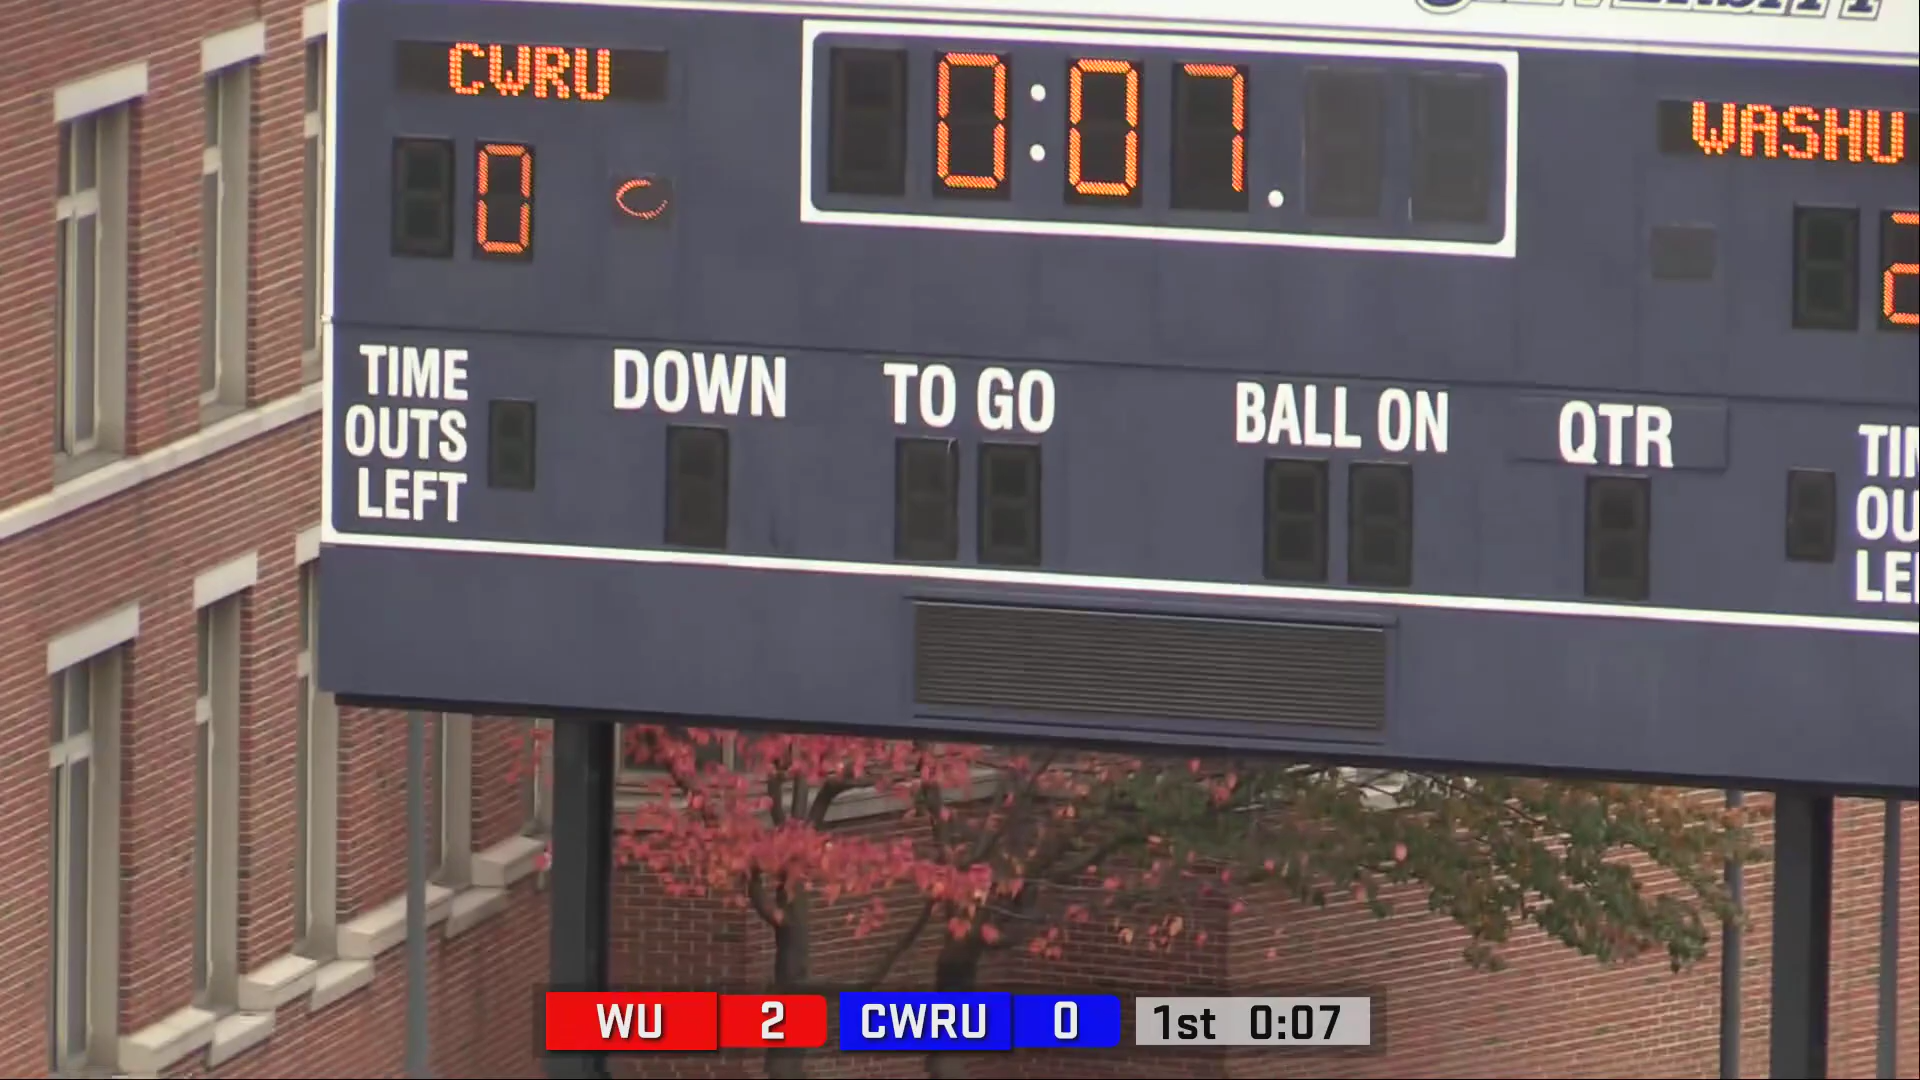 CWRU
0:07.
WASHU
0
2
TIME
OUTS
LEFT
DOWN
TO GO
BALL ON
QTR
WU 2 CWRU 0 1st 0:07